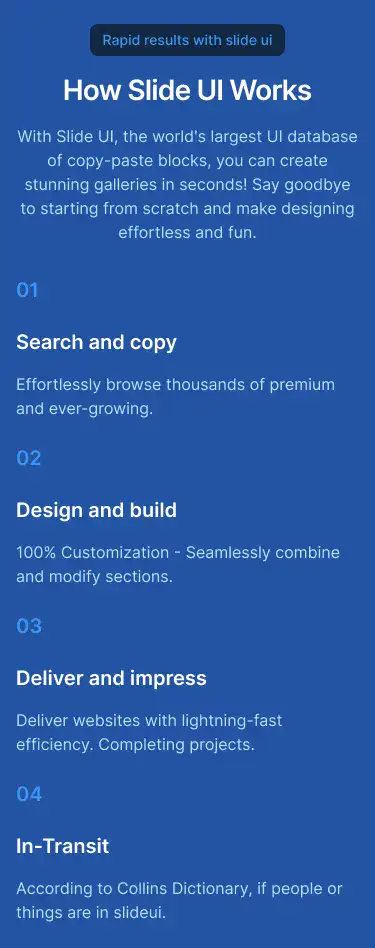 Rapid results with slide ui
How Slide UI Works
With Slide UI, the world's largest UI database
of copy-paste blocks, you can create
stunning galleries in seconds! Say goodbye
to starting from scratch and make designing
effortless and fun.
01
Search and copy
Effortlessly browse thousands of premium
and ever-growing.
02
Design and build
100% Customization - Seamlessly combine
and modify sections.
03
Deliver and impress
Deliver websites with lightning-fast
efficiency. Completing projects.
04
In-Transit
According to Collins Dictionary, if people or
things are in slideui.